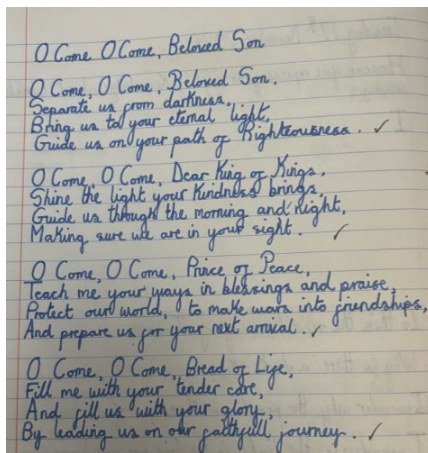 O Come O Come, Beloved Son
O Come, O Come, Beloved Son.
Separate us from darkness,
Bring us to your eternal light,
Guide us on your path of Righteousness. ✓
O Come, O Come, Dear King of Kings,
Shine the light your Kindness brings,
Guide us through the morning and night,
Making sure we are in your sight. ✓
O Come, O Come, Prince of Peace,
Teach me your ways in blessings and praise,
Protect our world, to make wars into friendships,
And prepare us for your next arrival. ✓
O Come, O Come, Bread of Life,
Fill me with your tender care,
And fill us with your glory,
By leading us on our faithfull journey. ✓